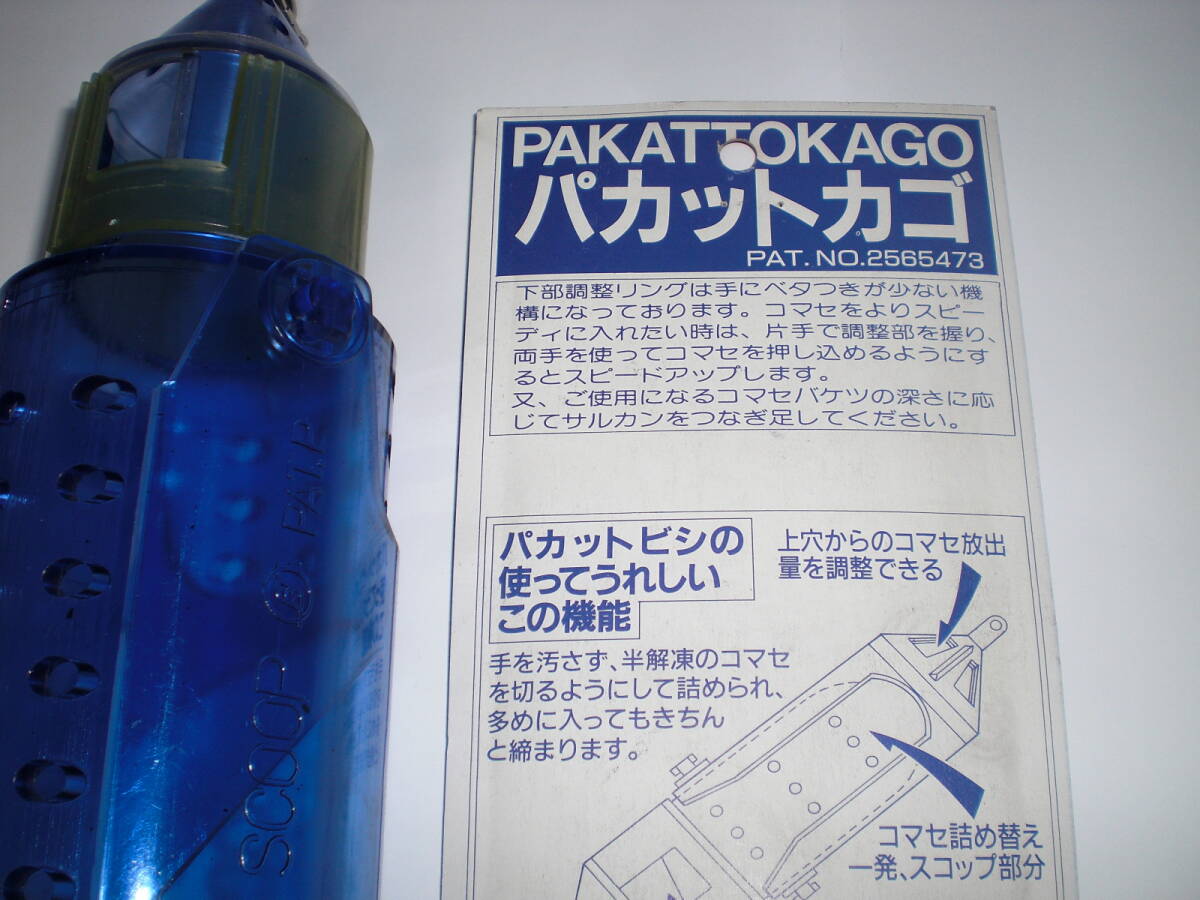 PAKATTOKAGO
パカットカゴ
PAT.NO.2565473
下部調整リングは手にベタつきが少ない機
構になっております。コマセをよりスピー
ディに入れたい時は、片手で調整部を握り、
両手を使ってコマセを押し込めるようにす
るとスピードアップします。
又、ご使用になるコマセバケツの深さに応
じてサルカンをつなぎ足してください。
パカットビシの
使ってうれしい
この機能
上穴からのコマセ放出
量を調整できる
手を汚さず、半解凍のコマセ
を切るようにして詰められ、
多めに入ってもきちん
と締まります。
コマセ詰め替え
一発、スコップ部分
SCOOP PAT.P